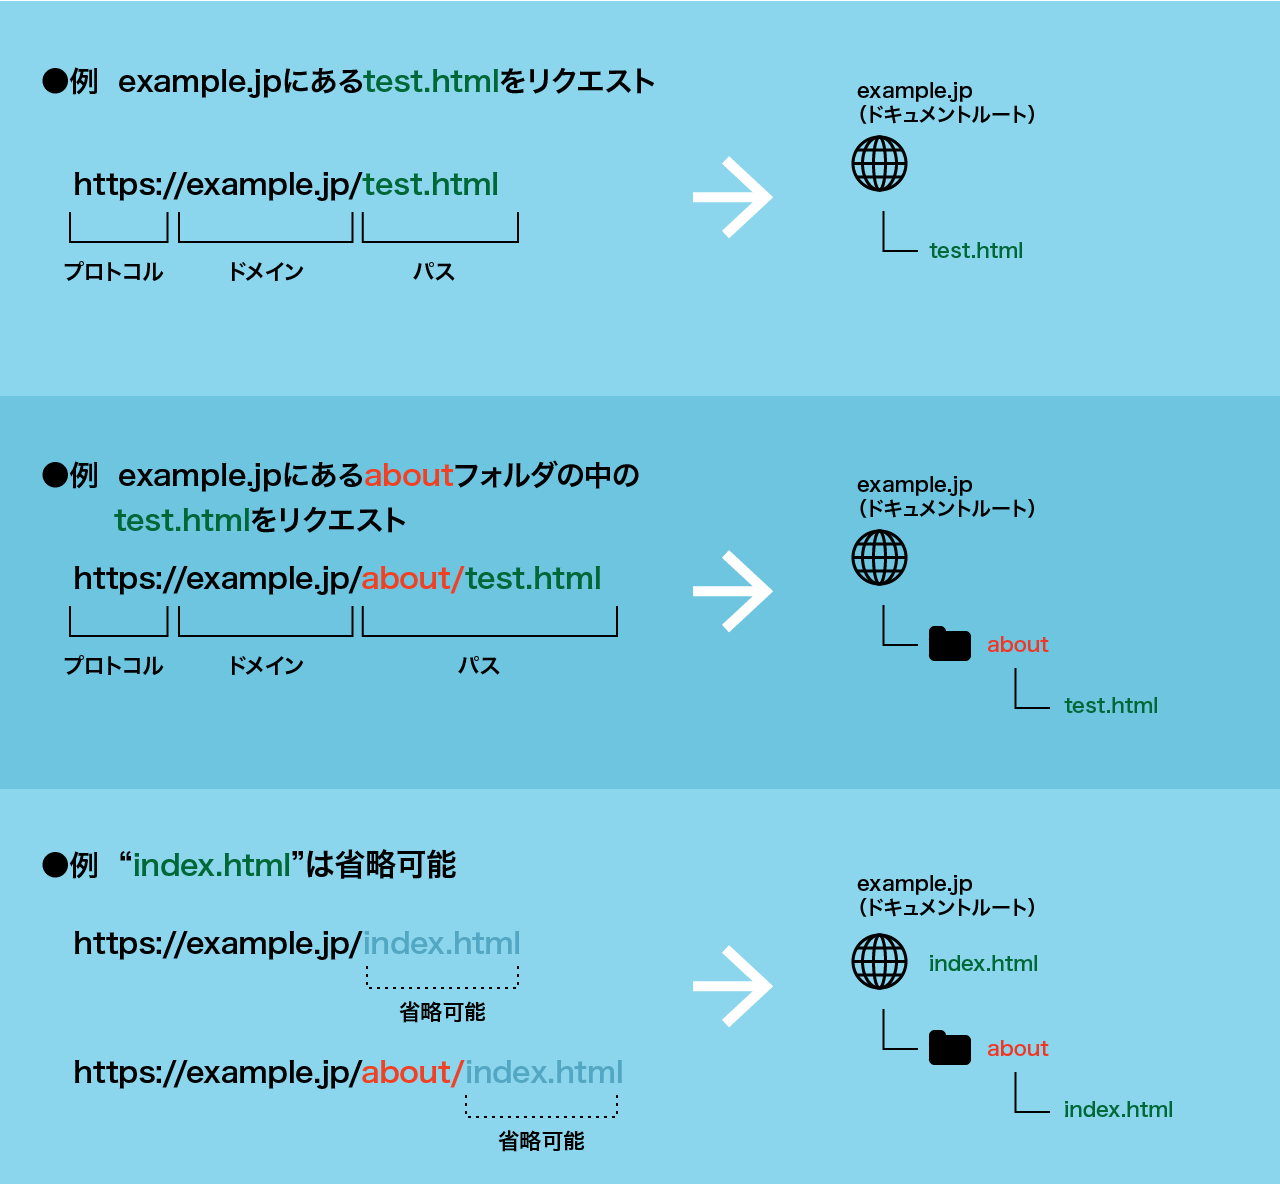 ●例 example.jpにあるtest.htmlをリクエスト
https://example.jp/test.html
プロトコル ドメイン パス
example.jp
（ドキュメントルート）
test.html
●例 example.jpにあるaboutフォルダの中の
test.htmlをリクエスト
https://example.jp/about/test.html
プロトコル ドメイン パス
example.jp
（ドキュメントルート）
about
test.html
●例 “index.html”は省略可能
https://example.jp/index.html
省略可能
https://example.jp/about/index.html
省略可能
example.jp
（ドキュメントルート）
index.html
about
index.html